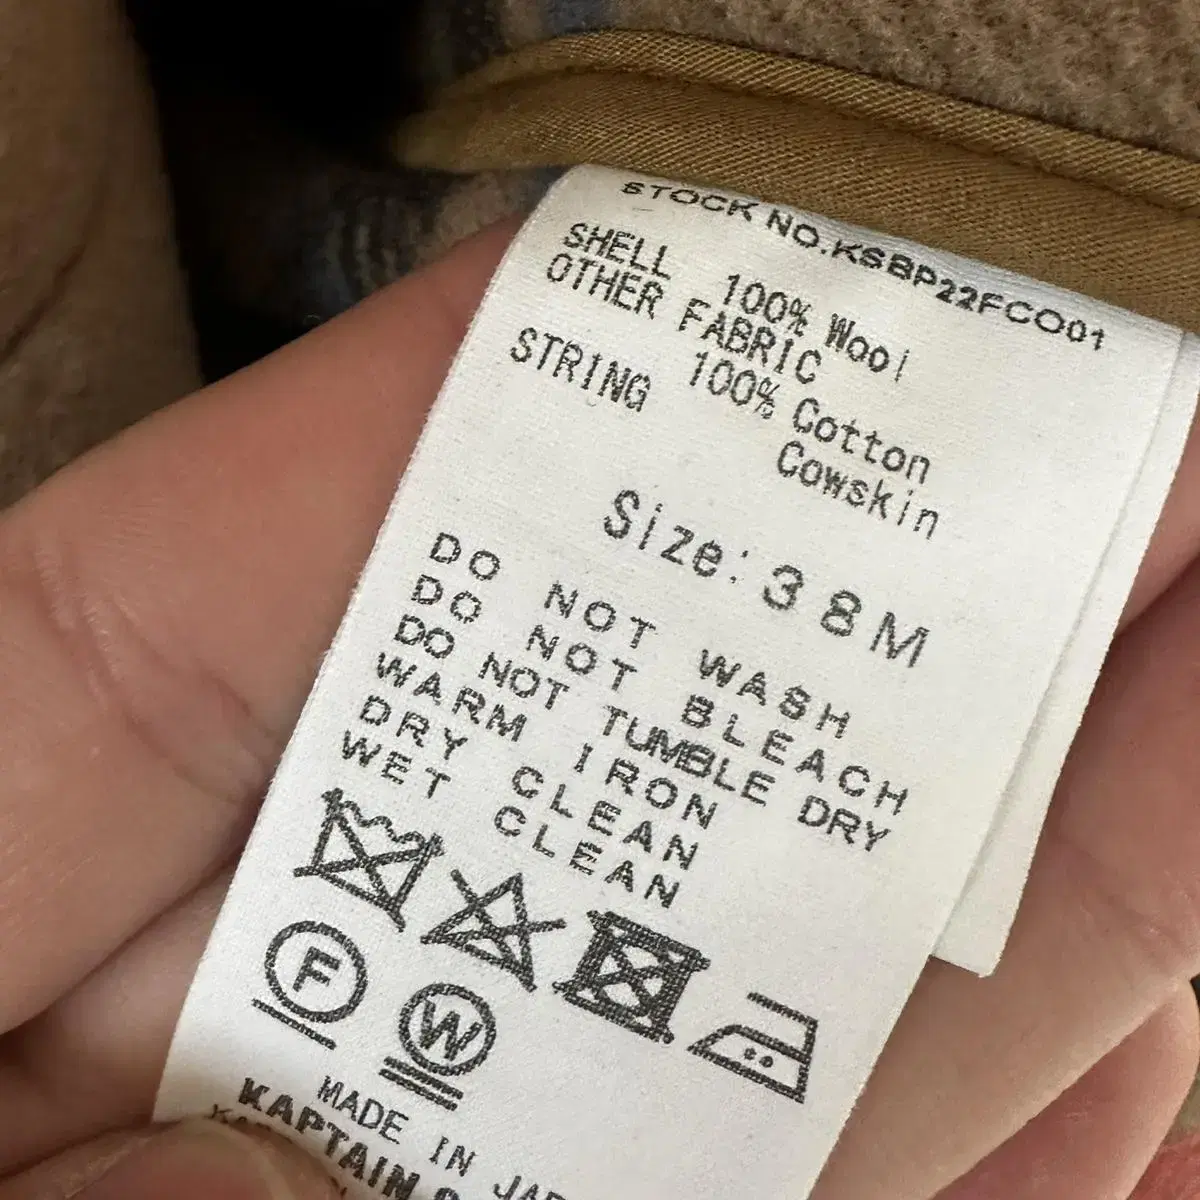 STOCK NO.KSBP22FCO01
SHELL
100% Wool
OTHER FABRIC
100% Cotton
STRING
Cowskin
Size: 38M
DO NOT WASH
DO NOT BLEACH
DO NOT TUMBLE DRY
WARM IRON
DRY CLEAN
WET CLEAN
F
W
MADE IN
KAPTAIN